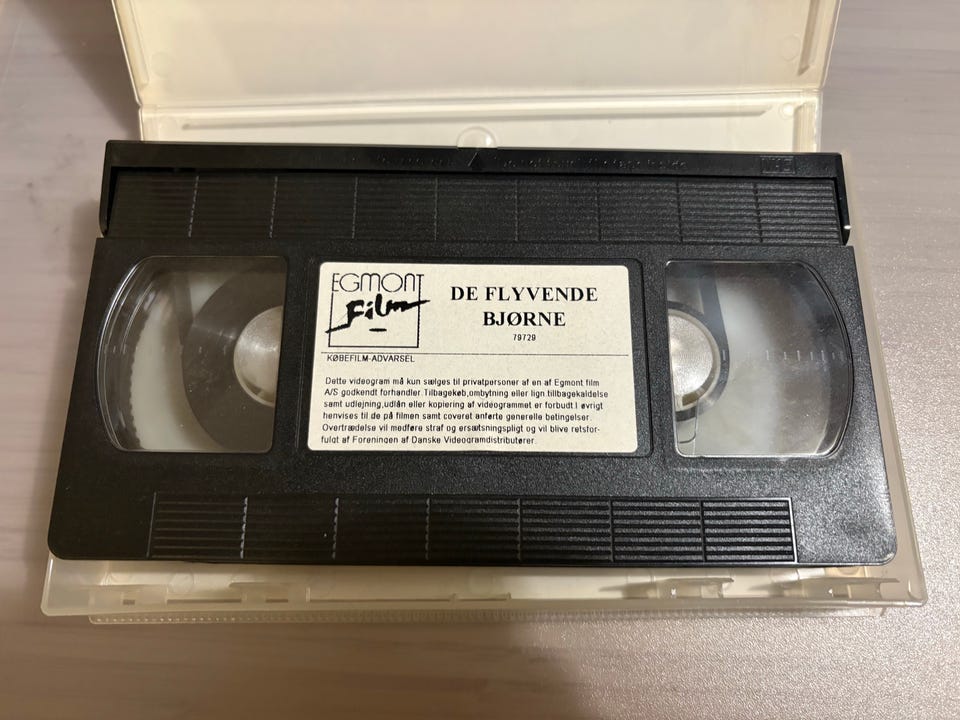 VHS
EGMONT
Film
DE FLYVENDE
BJØRNE
79729
KØBEFILM-ADVARSEL
Dette videogram må kun sælges til privatpersoner af en af Egmont film
A/S godkendt forhandler.Tilbagekøb,ombytning eller lign.tilbagekaldelse
samt udlejning,udlån eller kopiering af videogrammet er forbudt.I øvrigt
henvises til de på filmen samt coveret anførte generelle betingelser.
Overtrædelse vil medføre straf og ersætsningspligt og vil blive retsfor-
fulgt af Foreningen af Danske Videogramdistributører.